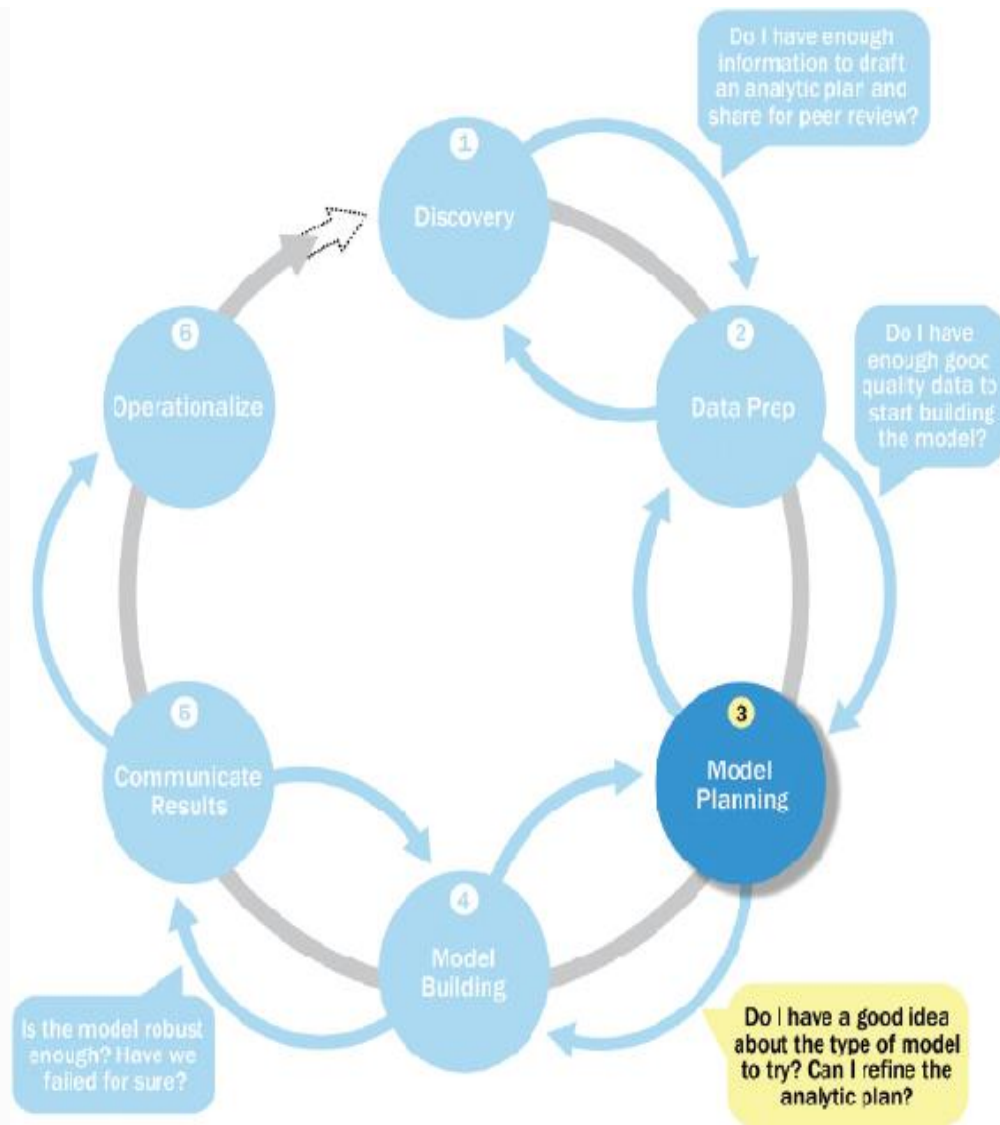 Do I have enough
information to draft
an analytic plan and
share for peer review?
1
Discovery
2
Data Prep
Do I have
enough good
quality data to
start building
the model?
3
Model
Planning
Do I have a good idea
about the type of model
to try? Can I refine the
analytic plan?
4
Model
Building
Is the model robust
enough? Have we
failed for sure?
5
Communicate
Results
6
Operationalize